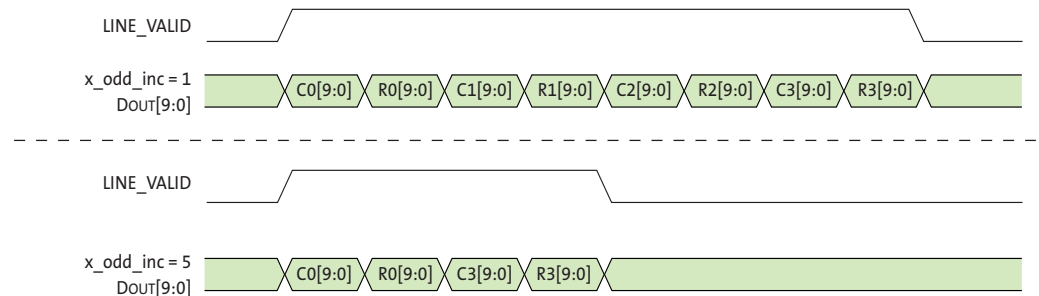 LINE_VALID
x_odd_inc = 1
DOUT[9:0]
C0[9:0] R0[9:0] C1[9:0] R1[9:0] C2[9:0] R2[9:0] C3[9:0] R3[9:0]
LINE_VALID
x_odd_inc = 5
DOUT[9:0]
C0[9:0] R0[9:0] C3[9:0] R3[9:0]